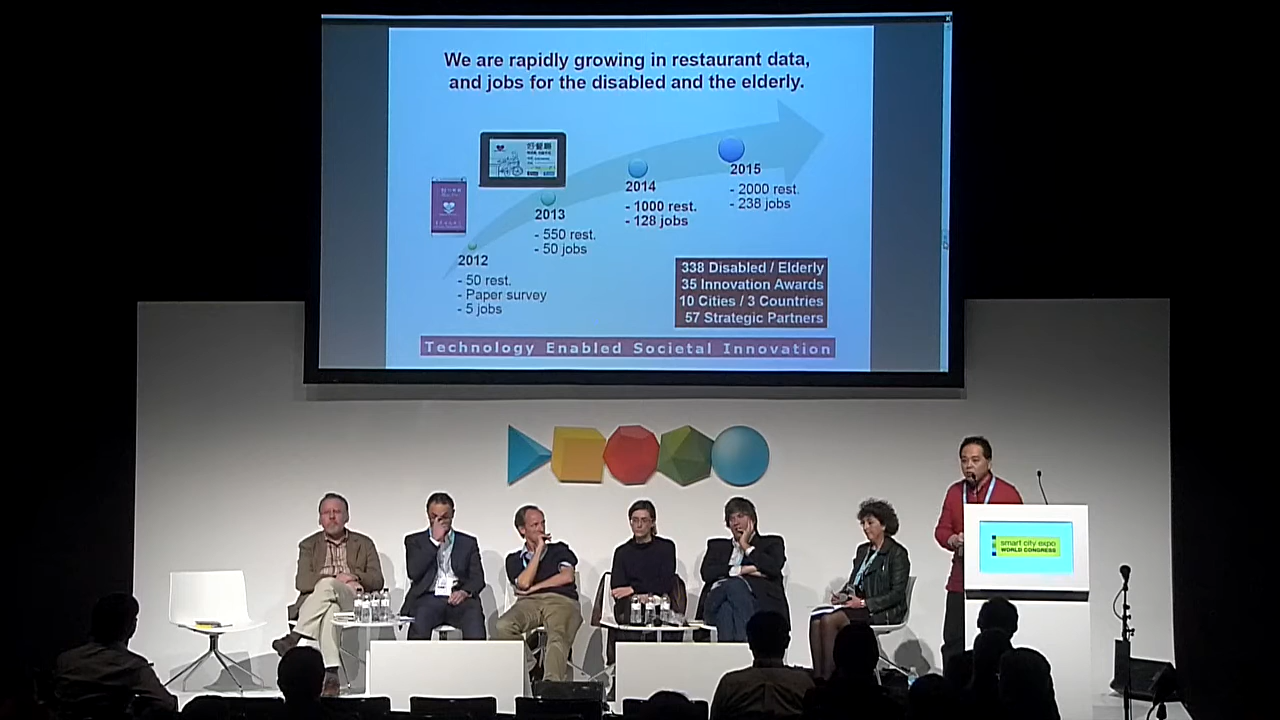 We are rapidly growing in restaurant data,
and jobs for the disabled and the elderly.
2015
- 2000 rest.
- 238 jobs
2014
- 1000 rest.
- 128 jobs
2013
- 550 rest.
- 50 jobs
2012
- 50 rest.
- Paper survey
- 5 jobs
338 Disabled / Elderly
35 Innovation Awards
10 Cities / 3 Countries
57 Strategic Partners
Technology Enabled Societal Innovation
smart city expo
WORLD CONGRESS